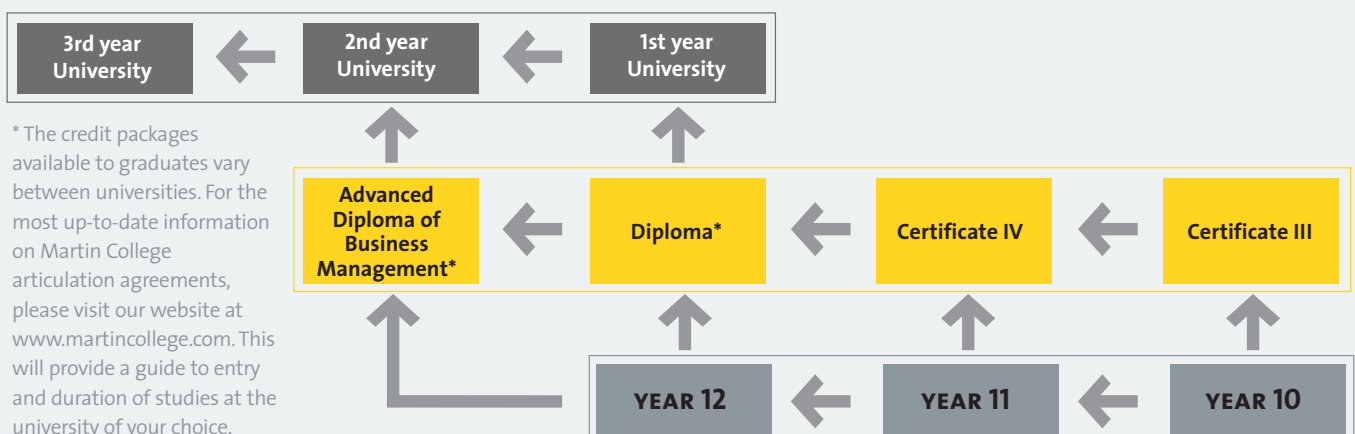 3rd year
University
2nd year
University
1st year
University
* The credit packages
available to graduates vary
between universities. For the
most up-to-date information
on Martin College
articulation agreements,
please visit our website at
www.martincollege.com. This
will provide a guide to entry
and duration of studies at the
university of your choice.
Advanced
Diploma of
Business
Management*
Diploma*
Certificate IV
Certificate III
YEAR 12
YEAR 11
YEAR 10